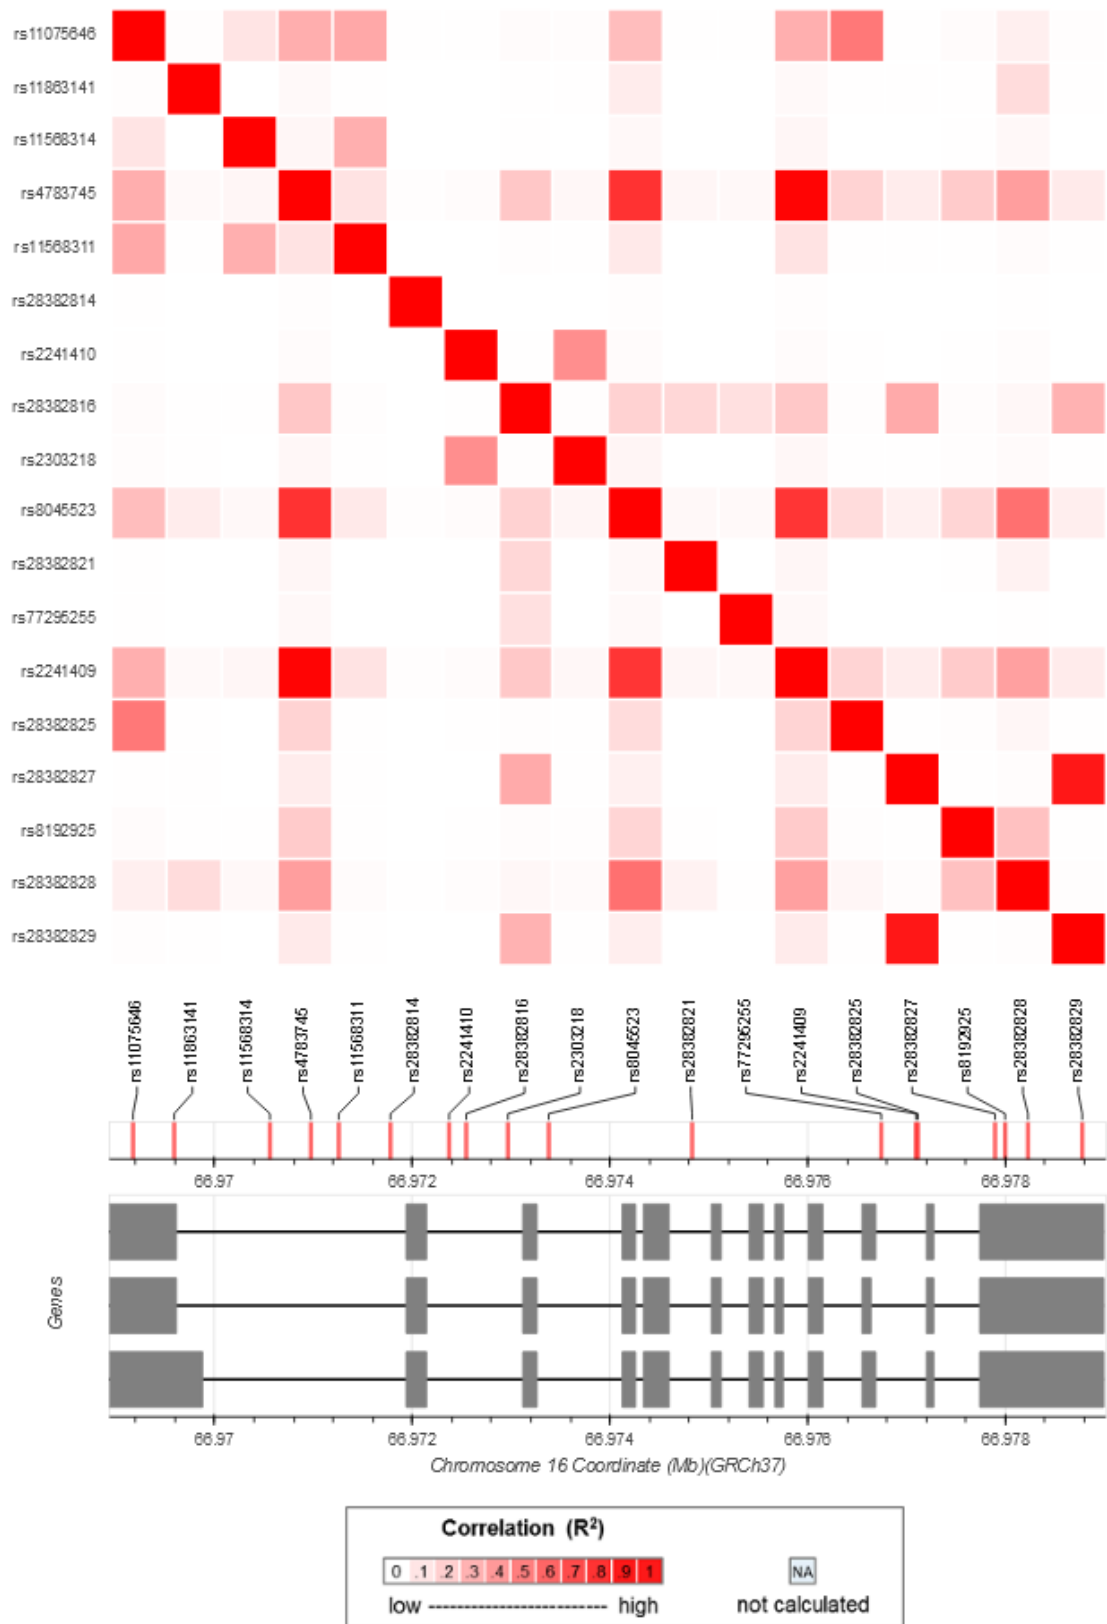 rs11075646
rs11863141
rs11568314
rs4783745
rs11568311
rs28382814
rs2241410
rs28382816
rs2303218
rs8045523
rs28382821
rs77295255
rs2241409
rs28382825
rs28382827
rs8192925
rs28382828
rs28382829
rs11075646
rs11863141
rs11568314
rs4783745
rs11568311
rs28382814
rs2241410
rs28382816
rs2303218
rs8045523
rs28382821
rs77295255
rs2241409
rs28382825
rs28382827
rs8192925
rs28382828
rs28382829
66.97 66.972 66.974 66.976 66.978
Genes
66.97 66.972 66.974 66.976 66.978
Chromosome 16 Coordinate (Mb)(GRCh37)
Correlation (R²)
0 .1 .2 .3 .4 .5 .6 .7 .8 .9 1 NA
low ------------------------- high not calculated